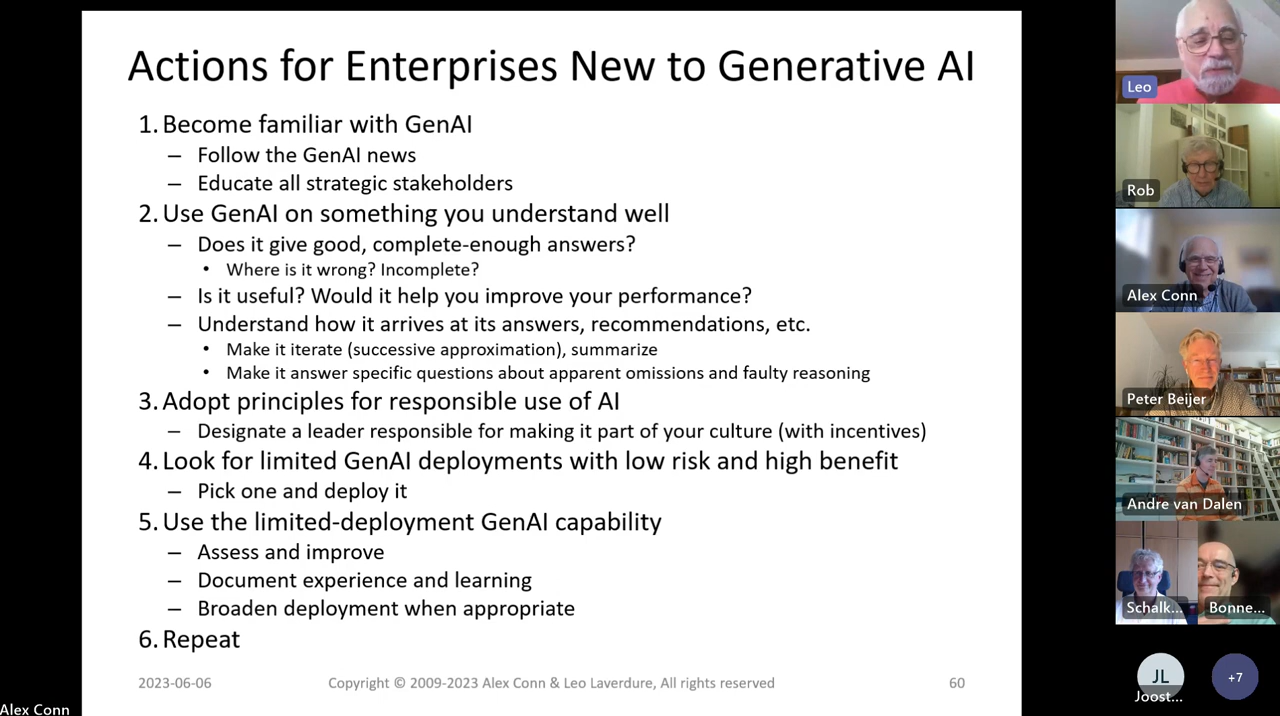 Actions for Enterprises New to Generative AI
1. Become familiar with GenAI
– Follow the GenAI news
– Educate all strategic stakeholders
2. Use GenAI on something you understand well
– Does it give good, complete-enough answers?
• Where is it wrong? Incomplete?
– Is it useful? Would it help you improve your performance?
– Understand how it arrives at its answers, recommendations, etc.
• Make it iterate (successive approximation), summarize
• Make it answer specific questions about apparent omissions and faulty reasoning
3. Adopt principles for responsible use of AI
– Designate a leader responsible for making it part of your culture (with incentives)
4. Look for limited GenAI deployments with low risk and high benefit
– Pick one and deploy it
5. Use the limited-deployment GenAI capability
– Assess and improve
– Document experience and learning
– Broaden deployment when appropriate
6. Repeat
2023-06-06
Copyright © 2009-2023 Alex Conn & Leo Laverdure, All rights reserved
60
Alex Conn
Leo
Rob
Alex Conn
Peter Beijer
Andre van Dalen
Schalk...
Bonne...
JL
Joost...
+7